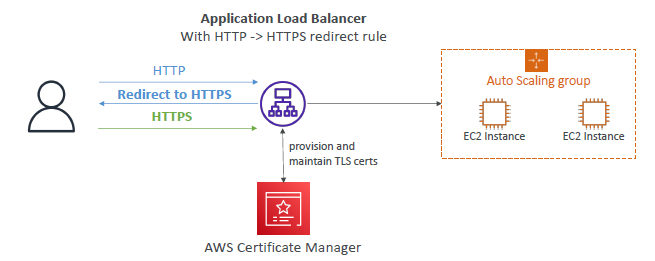 Application Load Balancer
With HTTP -> HTTPS redirect rule
HTTP
Redirect to HTTPS
HTTPS
Auto Scaling group
EC2 Instance
EC2 Instance
provision and
maintain TLS certs
AWS Certificate Manager